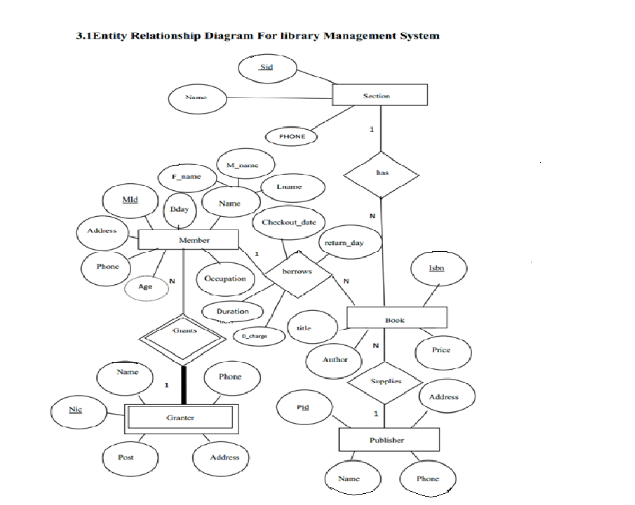 3.1Entity Relationship Diagram For library Management System
Sid
Name
Section
PHONE
1
has
M_name
F_name
Lname
MId
Dday
Name
Address
Checkout_date
Member
return_day
1
N
Phone
Age
N
Occupation
borrows
N
Isbn
Duration
title
Book
Grants
D_charge
Author
N
Price
Name
1
Phone
Supplies
Address
Nic
Granter
Pid
1
Publisher
Post
Address
Name
Phone